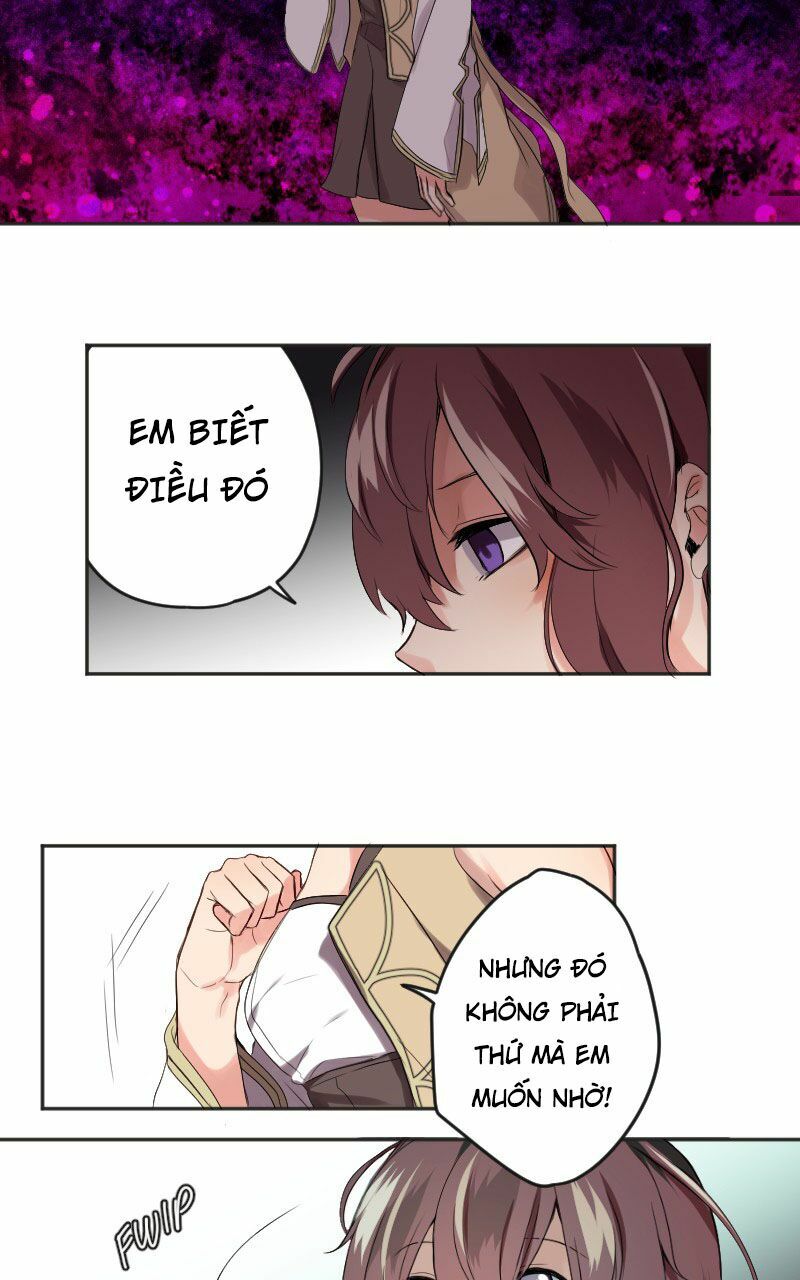 EM BIẾT
ĐIỀU ĐÓ
NHƯNG ĐÓ
KHÔNG PHẢI
THỨ MÀ EM
MUỐN NHỜ!
FWIP